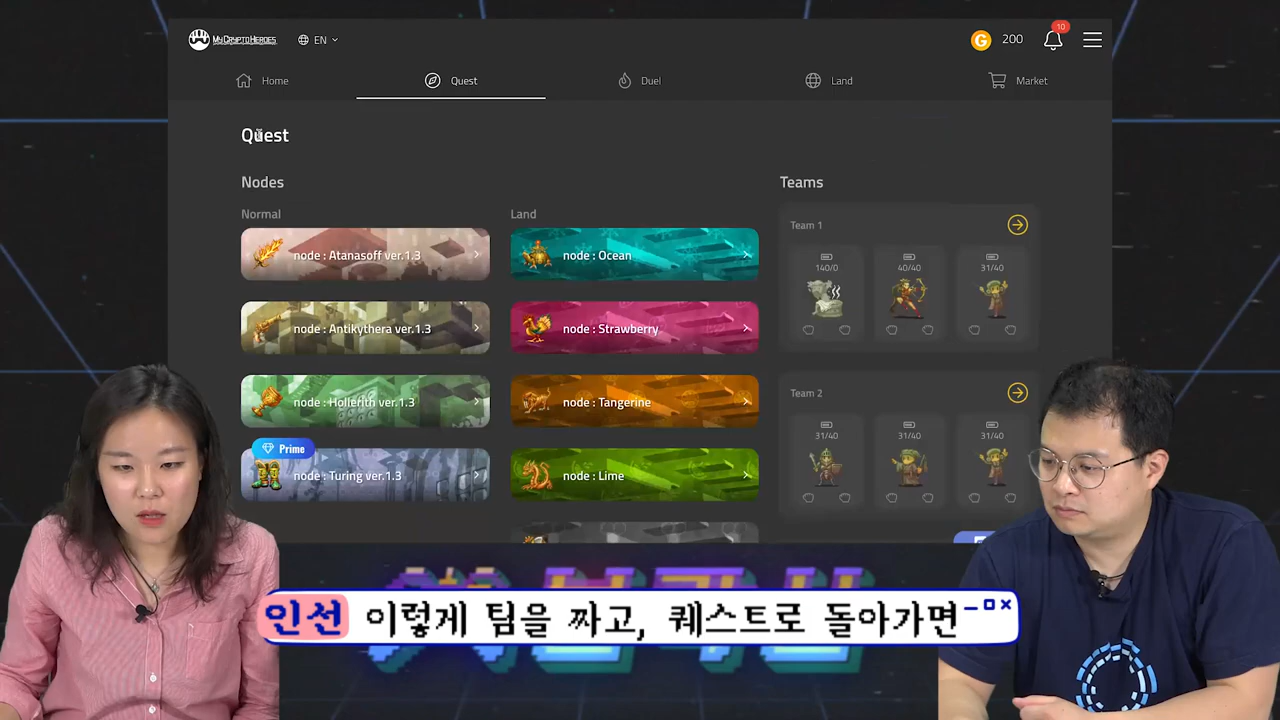 MYCRYPTOHEROES
EN
200
10
Home
Quest
Duel
Land
Market
Quest
Nodes
Teams
Normal
Land
Team 1
node : Atanasoff ver.1.3
node : Ocean
140/0
40/40
31/40
node : Antikythera ver.1.3
node : Strawberry
node : Hollerith ver.1.3
node : Tangerine
Team 2
31/40
31/40
31/40
Prime
node : Turing ver.1.3
node : Lime
인선 이렇게 팀을 짜고, 퀘스트로 돌아가면